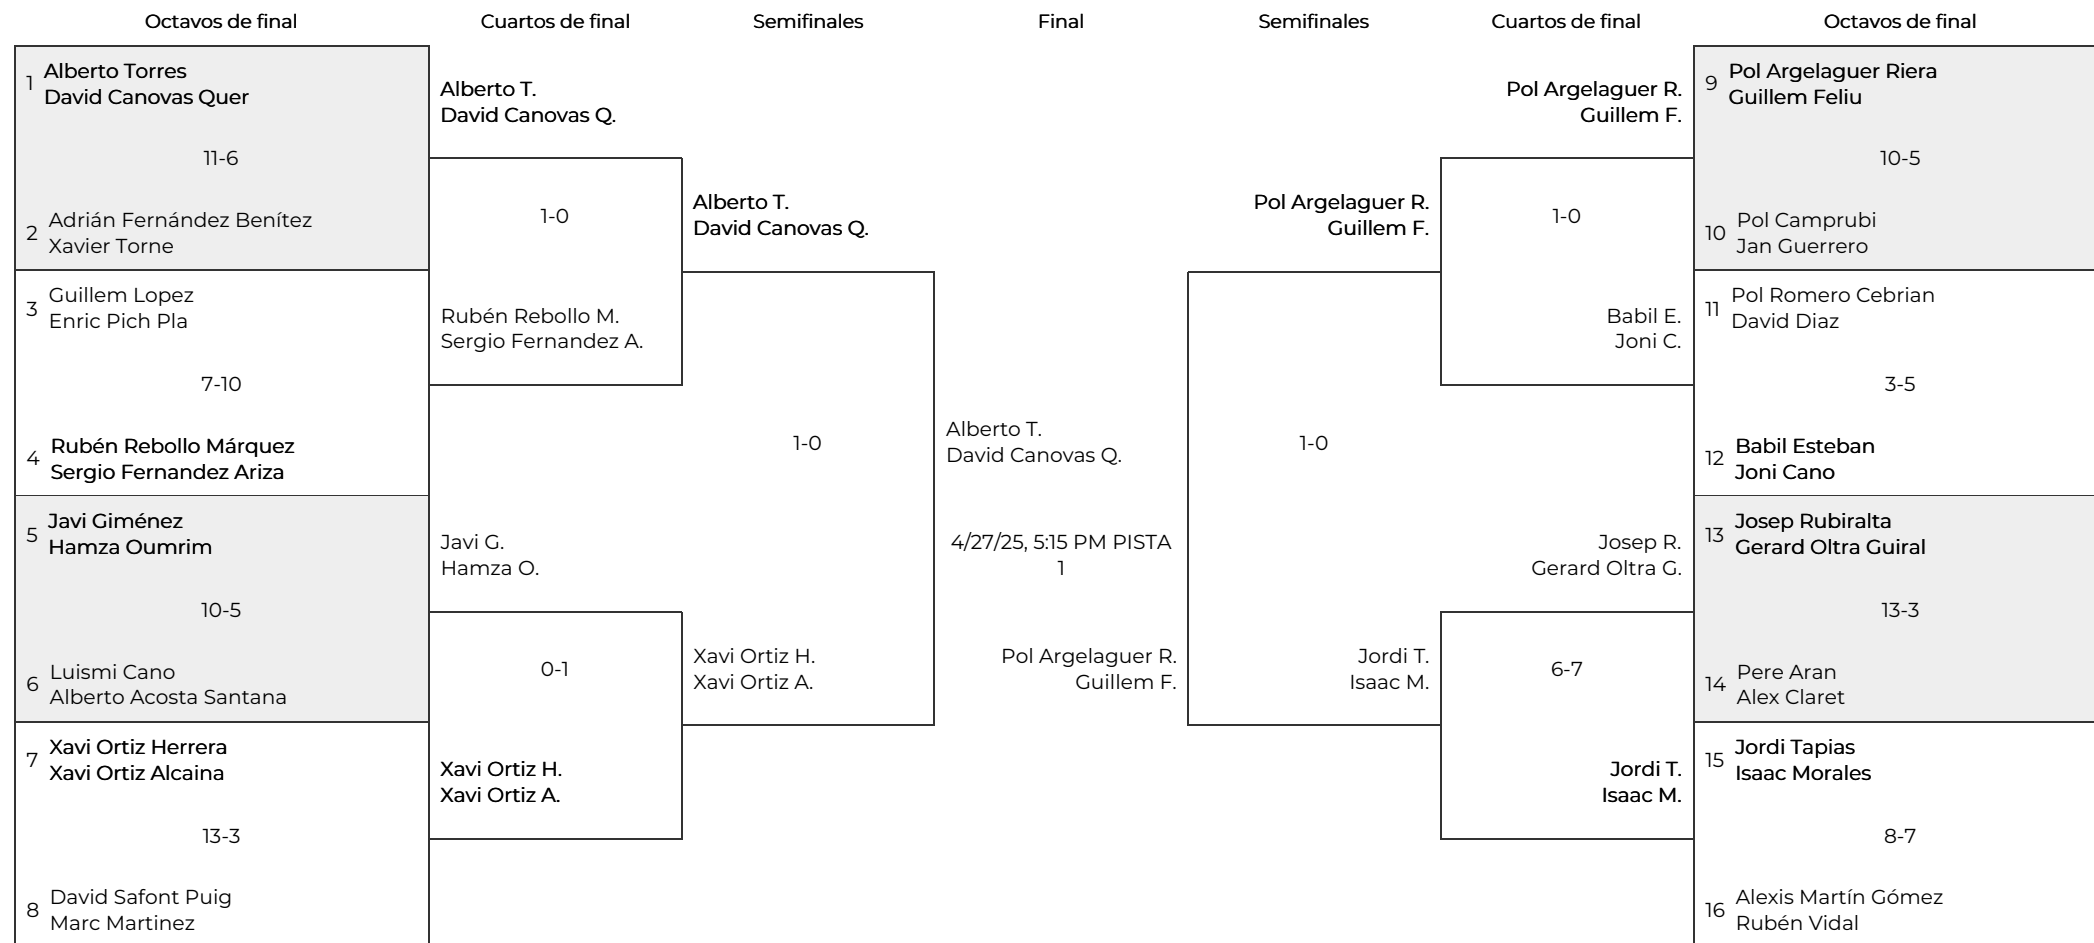 Octavos de final
Cuartos de final
Semifinales
Final
Semifinales
Cuartos de final
Octavos de final
1
Alberto Torres
David Canovas Quer
11-6
2
Adrián Fernández Benítez
Xavier Torne
3
Guillem Lopez
Enric Pich Pla
7-10
4
Rubén Rebollo Márquez
Sergio Fernandez Ariza
5
Javi Giménez
Hamza Oumrim
10-5
6
Luismi Cano
Alberto Acosta Santana
7
Xavi Ortiz Herrera
Xavi Ortiz Alcaina
13-3
8
David Safont Puig
Marc Martinez
Alberto T.
David Canovas Q.
1-0
Rubén Rebollo M.
Sergio Fernandez A.
Javi G.
Hamza O.
0-1
Xavi Ortiz H.
Xavi Ortiz A.
Alberto T.
David Canovas Q.
1-0
Xavi Ortiz H.
Xavi Ortiz A.
Alberto T.
David Canovas Q.
4/27/25, 5:15 PM PISTA
1
Pol Argelaguer R.
Guillem F.
Pol Argelaguer R.
Guillem F.
1-0
Jordi T.
Isaac M.
Pol Argelaguer R.
Guillem F.
1-0
Babil E.
Joni C.
Josep R.
Gerard Oltra G.
6-7
Jordi T.
Isaac M.
9
Pol Argelaguer Riera
Guillem Feliu
10-5
10
Pol Camprubi
Jan Guerrero
11
Pol Romero Cebrian
David Diaz
3-5
12
Babil Esteban
Joni Cano
13
Josep Rubiralta
Gerard Oltra Guiral
13-3
14
Pere Aran
Alex Claret
15
Jordi Tapias
Isaac Morales
8-7
16
Alexis Martín Gómez
Rubén Vidal